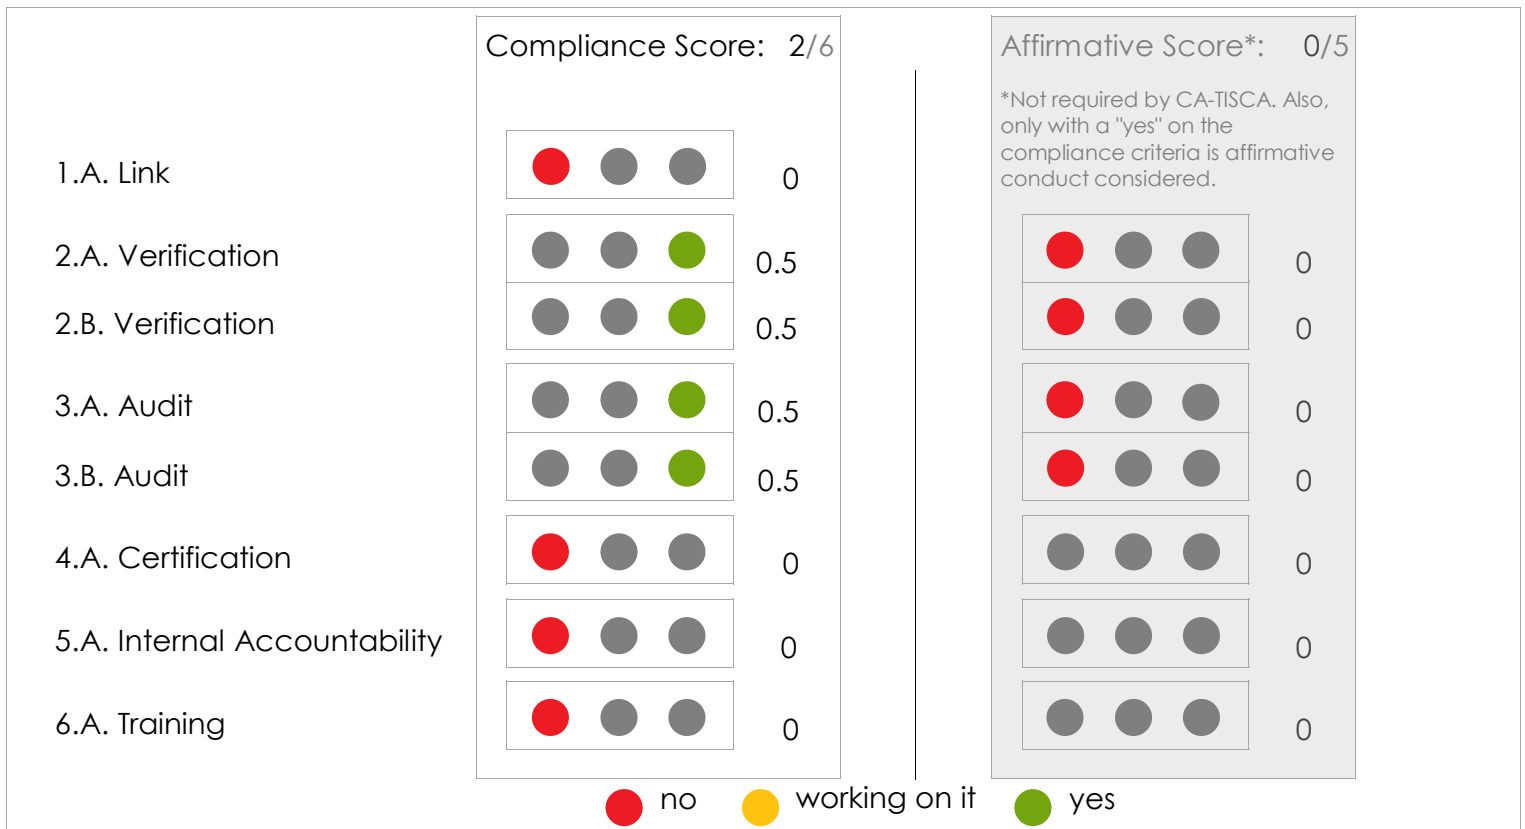 Compliance Score: 2/6
Affirmative Score*: 0/5
*Not required by CA-TISCA. Also,
only with a "yes" on the
compliance criteria is affirmative
conduct considered.
1.A. Link 0
2.A. Verification 0.5 0
2.B. Verification 0.5 0
3.A. Audit 0.5 0
3.B. Audit 0.5 0
4.A. Certification 0 0
5.A. Internal Accountability 0 0
6.A. Training 0 0
no working on it yes